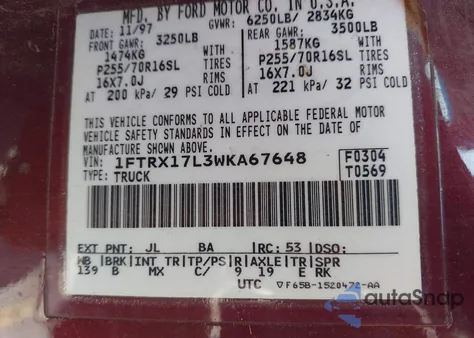 MFD. BY FORD MOTOR CO. IN U.S.A.
DATE: 11/97 GVWR: 6250LB/ 2834KG
FRONT GAWR: 3250LB REAR GAWR: 3500LB
1474KG WITH 1587KG WITH
P255/70R16SL TIRES P255/70R16SL TIRES
16X7.0J RIMS 16X7.0J RIMS
AT 200 kPa/ 29 PSI COLD AT 221 kPa/ 32 PSI COLD
THIS VEHICLE CONFORMS TO ALL APPLICABLE FEDERAL MOTOR
VEHICLE SAFETY STANDARDS IN EFFECT ON THE DATE OF
MANUFACTURE SHOWN ABOVE.
VIN: 1FTRX17L3WKA67648 F0304
TYPE: TRUCK T0569
EXT PNT: JL BA RC: 53 DSO:
WB BRK INT TR TP/PS R AXLE TR SPR
139 B MX C/ 9 19 E RK
UTC ▽F65B-1520472-AA
autoSnap